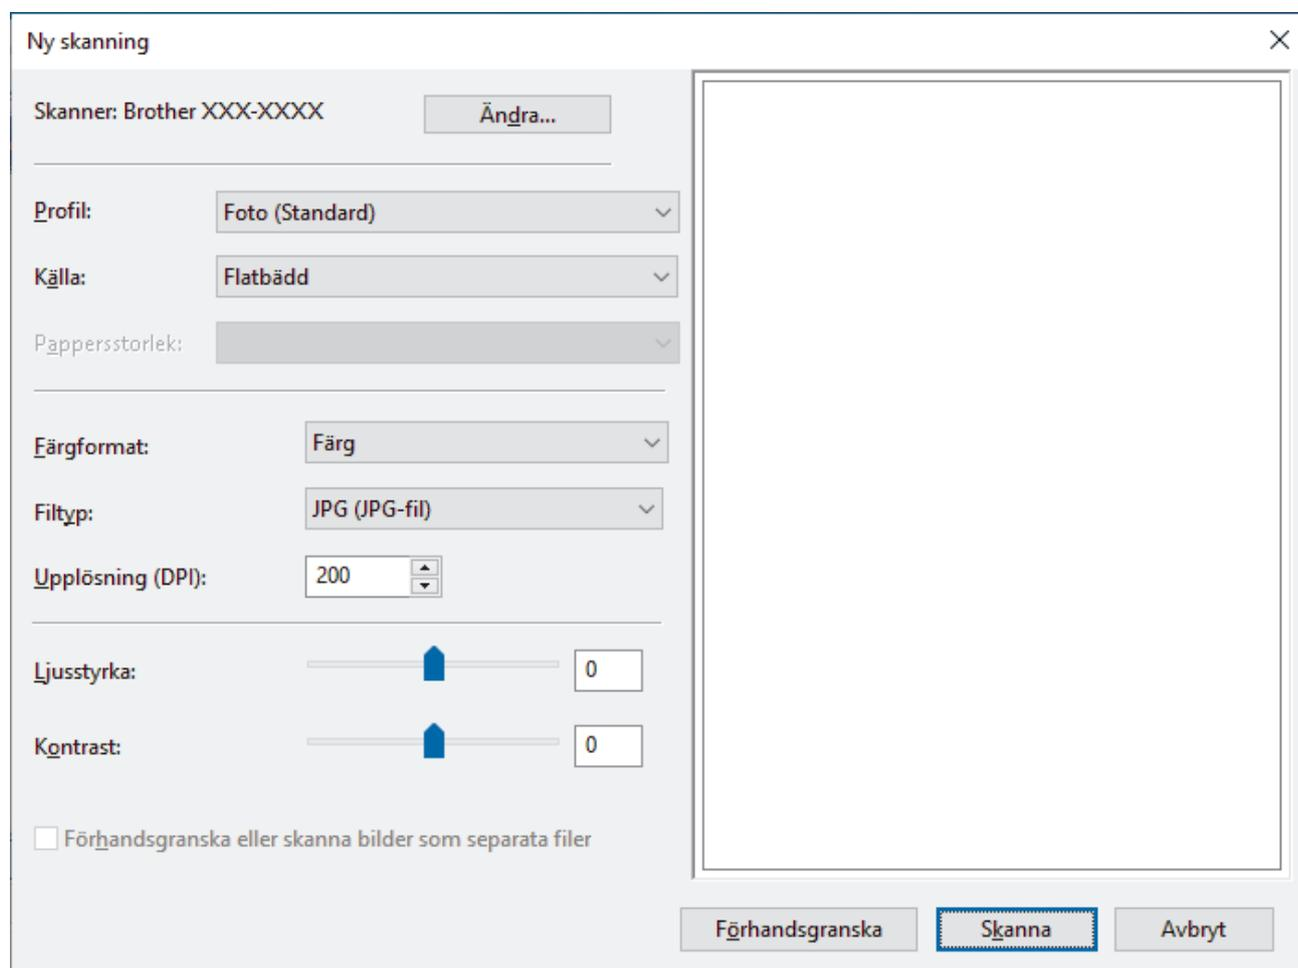 Ny skanning
Skanner: Brother XXX-XXXX
Ändra...
Profil:
Foto (Standard)
Källa:
Flatbädd
Pappersstorlek:
Färgformat:
Färg
Filtyp:
JPG (JPG-fil)
Upplösning (DPI):
200
Ljusstyrka:
0
Kontrast:
0
Förhandsgranska eller skanna bilder som separata filer
Förhandsgranska
Skanna
Avbryt